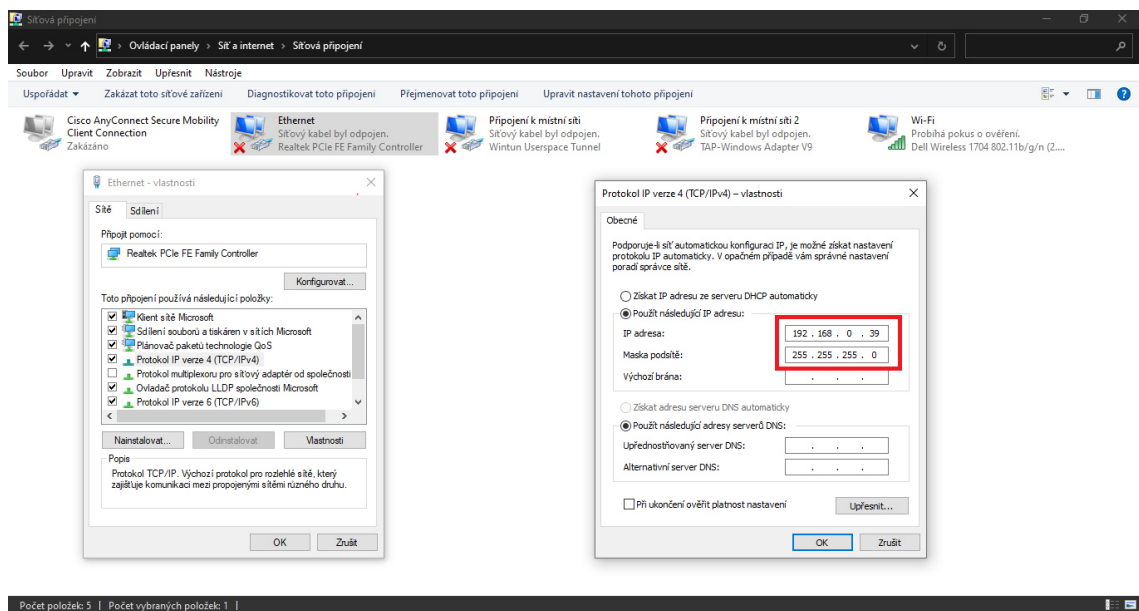 Síťová připojení
Ovládací panely › Síť a internet › Síťová připojení
Soubor Upravit Zobrazit Upřesnit Nástroje
Uspořádat Zakázat toto síťové zařízení Diagnostikovat toto připojení Přejmenovat toto připojení Upravit nastavení tohoto připojení
Cisco AnyConnect Secure Mobility
Client Connection
Zakázáno
Ethernet
Síťový kabel byl odpojen.
Realtek PCIe FE Family Controller
Připojení k místní síti
Síťový kabel byl odpojen.
Wintun Userspace Tunnel
Připojení k místní síti 2
Síťový kabel byl odpojen.
TAP-Windows Adapter V9
Wi-Fi
Probíhá pokus o ověření.
Dell Wireless 1704 802.11b/g/n (2....
Ethernet - vlastnosti
Sítě Sdílení
Připojit pomocí:
Realtek PCIe FE Family Controller
Konfigurovat...
Toto připojení používá následující položky:
Klient sítě Microsoft
Sdílení souborů a tiskáren v sítích Microsoft
Plánovač paketů technologie QoS
Protokol IP verze 4 (TCP/IPv4)
Protokol multiplexoru pro síťový adaptér od společnosti
Ovladač protokolu LLDP společnosti Microsoft
Protokol IP verze 6 (TCP/IPv6)
Nainstalovat... Odinstalovat Vlastnosti
Popis
Protokol TCP/IP. Výchozí protokol pro rozlehlé sítě, který
zajišťuje komunikaci mezi propojenými sítěmi různého druhu.
OK Zrušit
Protokol IP verze 4 (TCP/IPv4) – vlastnosti
Obecné
Podporuje-li síť automatickou konfiguraci IP, je možné získat nastavení
protokolu IP automaticky. V opačném případě vám správné nastavení
poradí správce sítě.
Získat IP adresu ze serveru DHCP automaticky
Použít následující IP adresu:
IP adresa: 192 . 168 . 0 . 39
Maska podsítě: 255 . 255 . 255 . 0
Výchozí brána: . . .
Získat adresu serveru DNS automaticky
Použít následující adresy serverů DNS:
Upřednostňovaný server DNS: . . .
Alternativní server DNS: . . .
Při ukončení ověřit platnost nastavení
Upřesnit...
OK Zrušit
Počet položek: 5 | Počet vybraných položek: 1 |